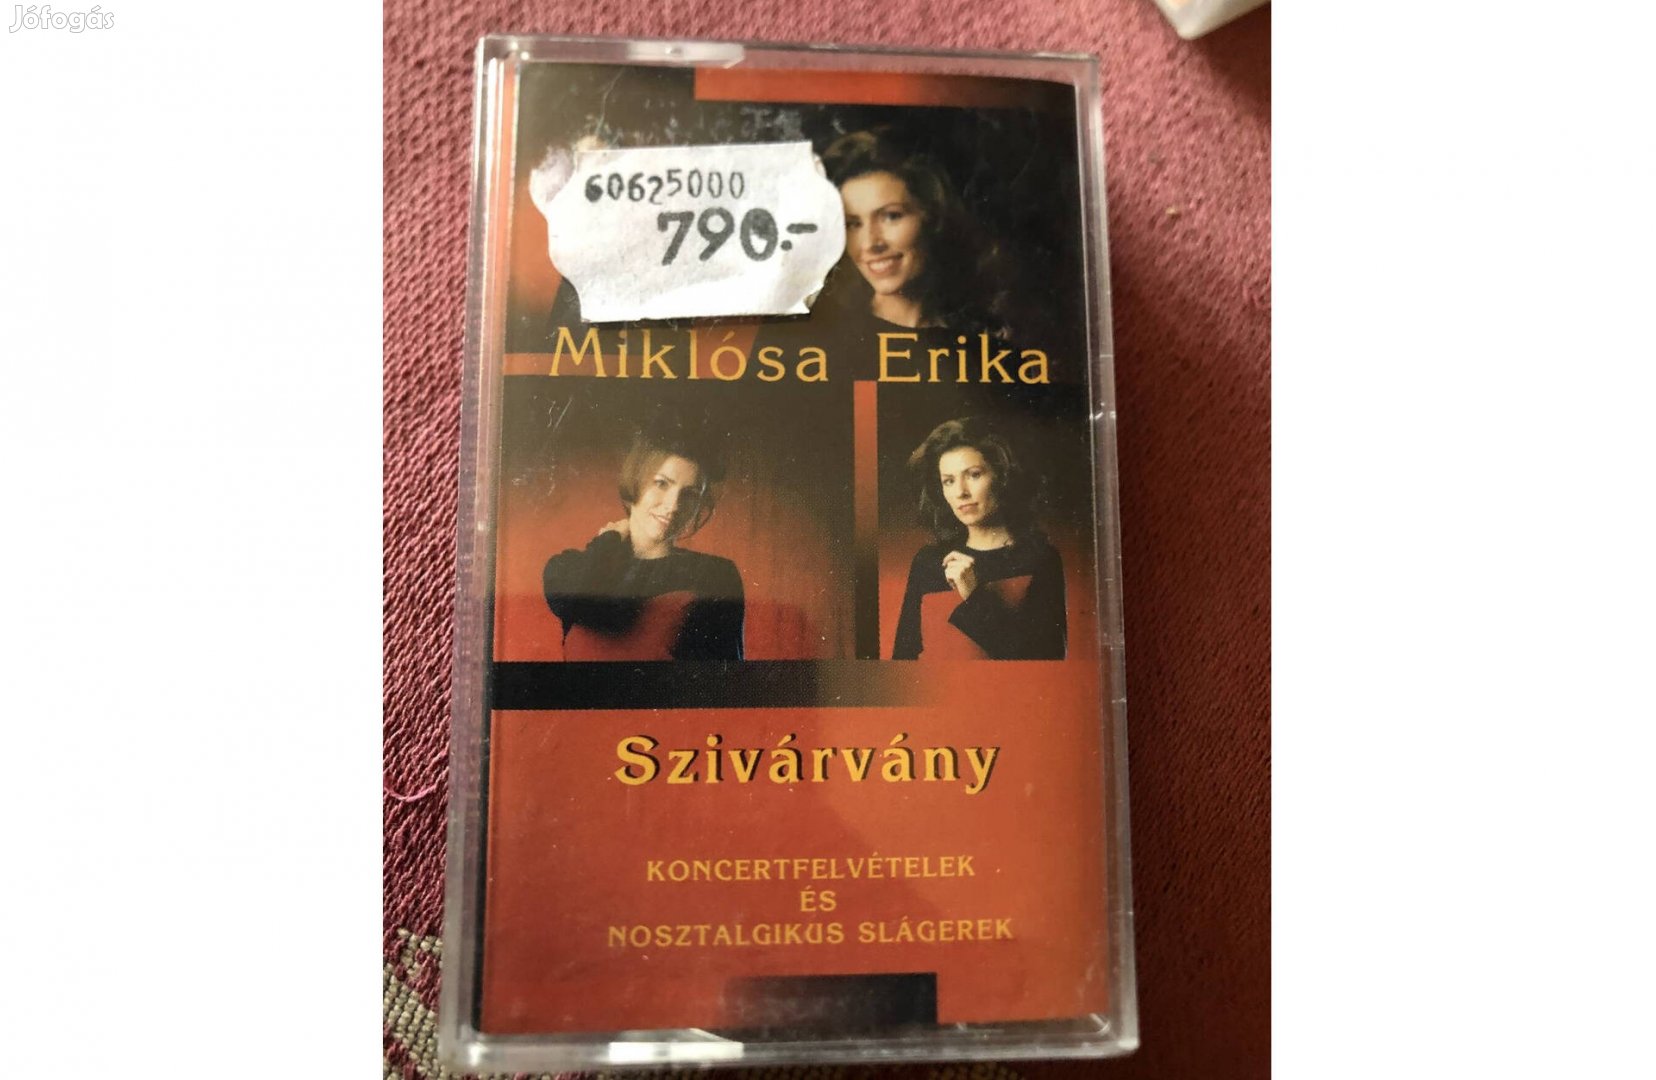 Jófogás
60625000
790.-
Miklósa Erika
Szivárvány
KONCERTFELVÉTELEK
ÉS
NOSZTALGIKUS SLÁGEREK